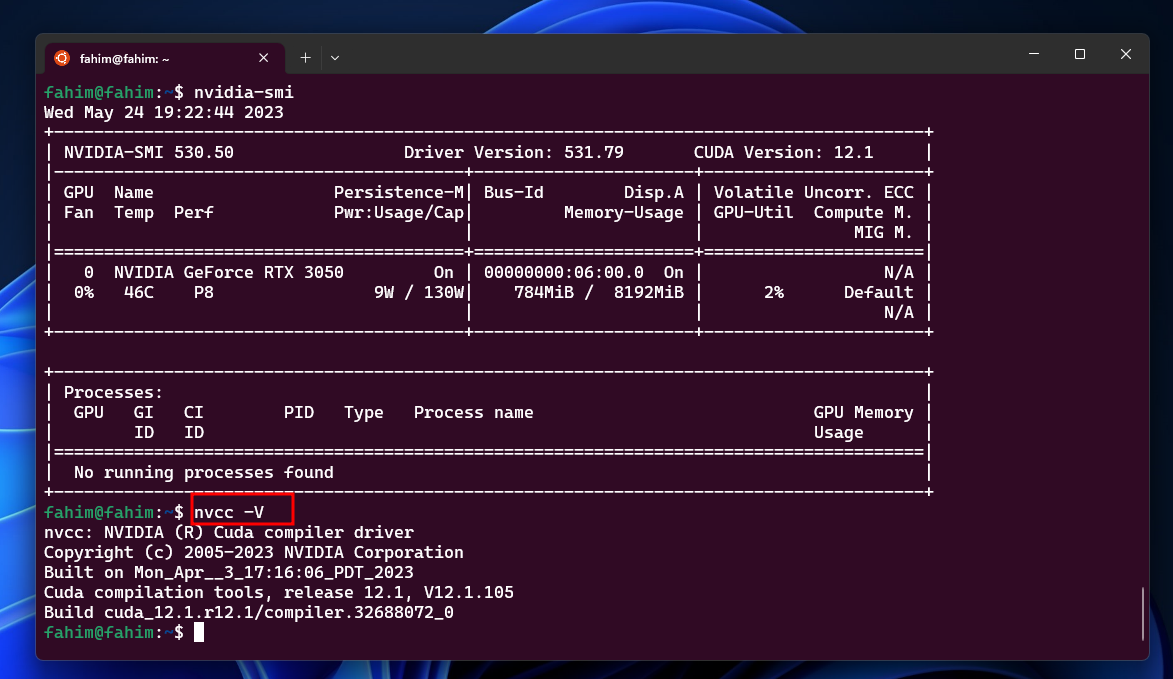 fahim@fahim: ~
fahim@fahim:~$ nvidia-smi
Wed May 24 19:22:44 2023
+---------------------------------------------------------------------------------------+
| NVIDIA-SMI 530.50                 Driver Version: 531.79       CUDA Version: 12.1     |
|-----------------------------------------+----------------------+----------------------+
| GPU  Name                  Persistence-M| Bus-Id        Disp.A | Volatile Uncorr. ECC |
| Fan  Temp  Perf            Pwr:Usage/Cap|         Memory-Usage | GPU-Util  Compute M. |
|                                         |                      |               MIG M. |
|=========================================+======================+======================|
|   0  NVIDIA GeForce RTX 3050         On | 00000000:06:00.0  On |                  N/A |
|  0%   46C    P8                9W / 130W|    784MiB /  8192MiB |      2%      Default |
|                                         |                      |                  N/A |
+-----------------------------------------+----------------------+----------------------+
+---------------------------------------------------------------------------------------+
| Processes:                                                                            |
|  GPU   GI   CI        PID   Type   Process name                            GPU Memory |
|        ID   ID                                                             Usage      |
|=======================================================================================|
|  No running processes found                                                           |
+---------------------------------------------------------------------------------------+
fahim@fahim:~$ nvcc -V
nvcc: NVIDIA (R) Cuda compiler driver
Copyright (c) 2005-2023 NVIDIA Corporation
Built on Mon_Apr__3_17:16:06_PDT_2023
Cuda compilation tools, release 12.1, V12.1.105
Build cuda_12.1.r12.1/compiler.32688072_0
fahim@fahim:~$